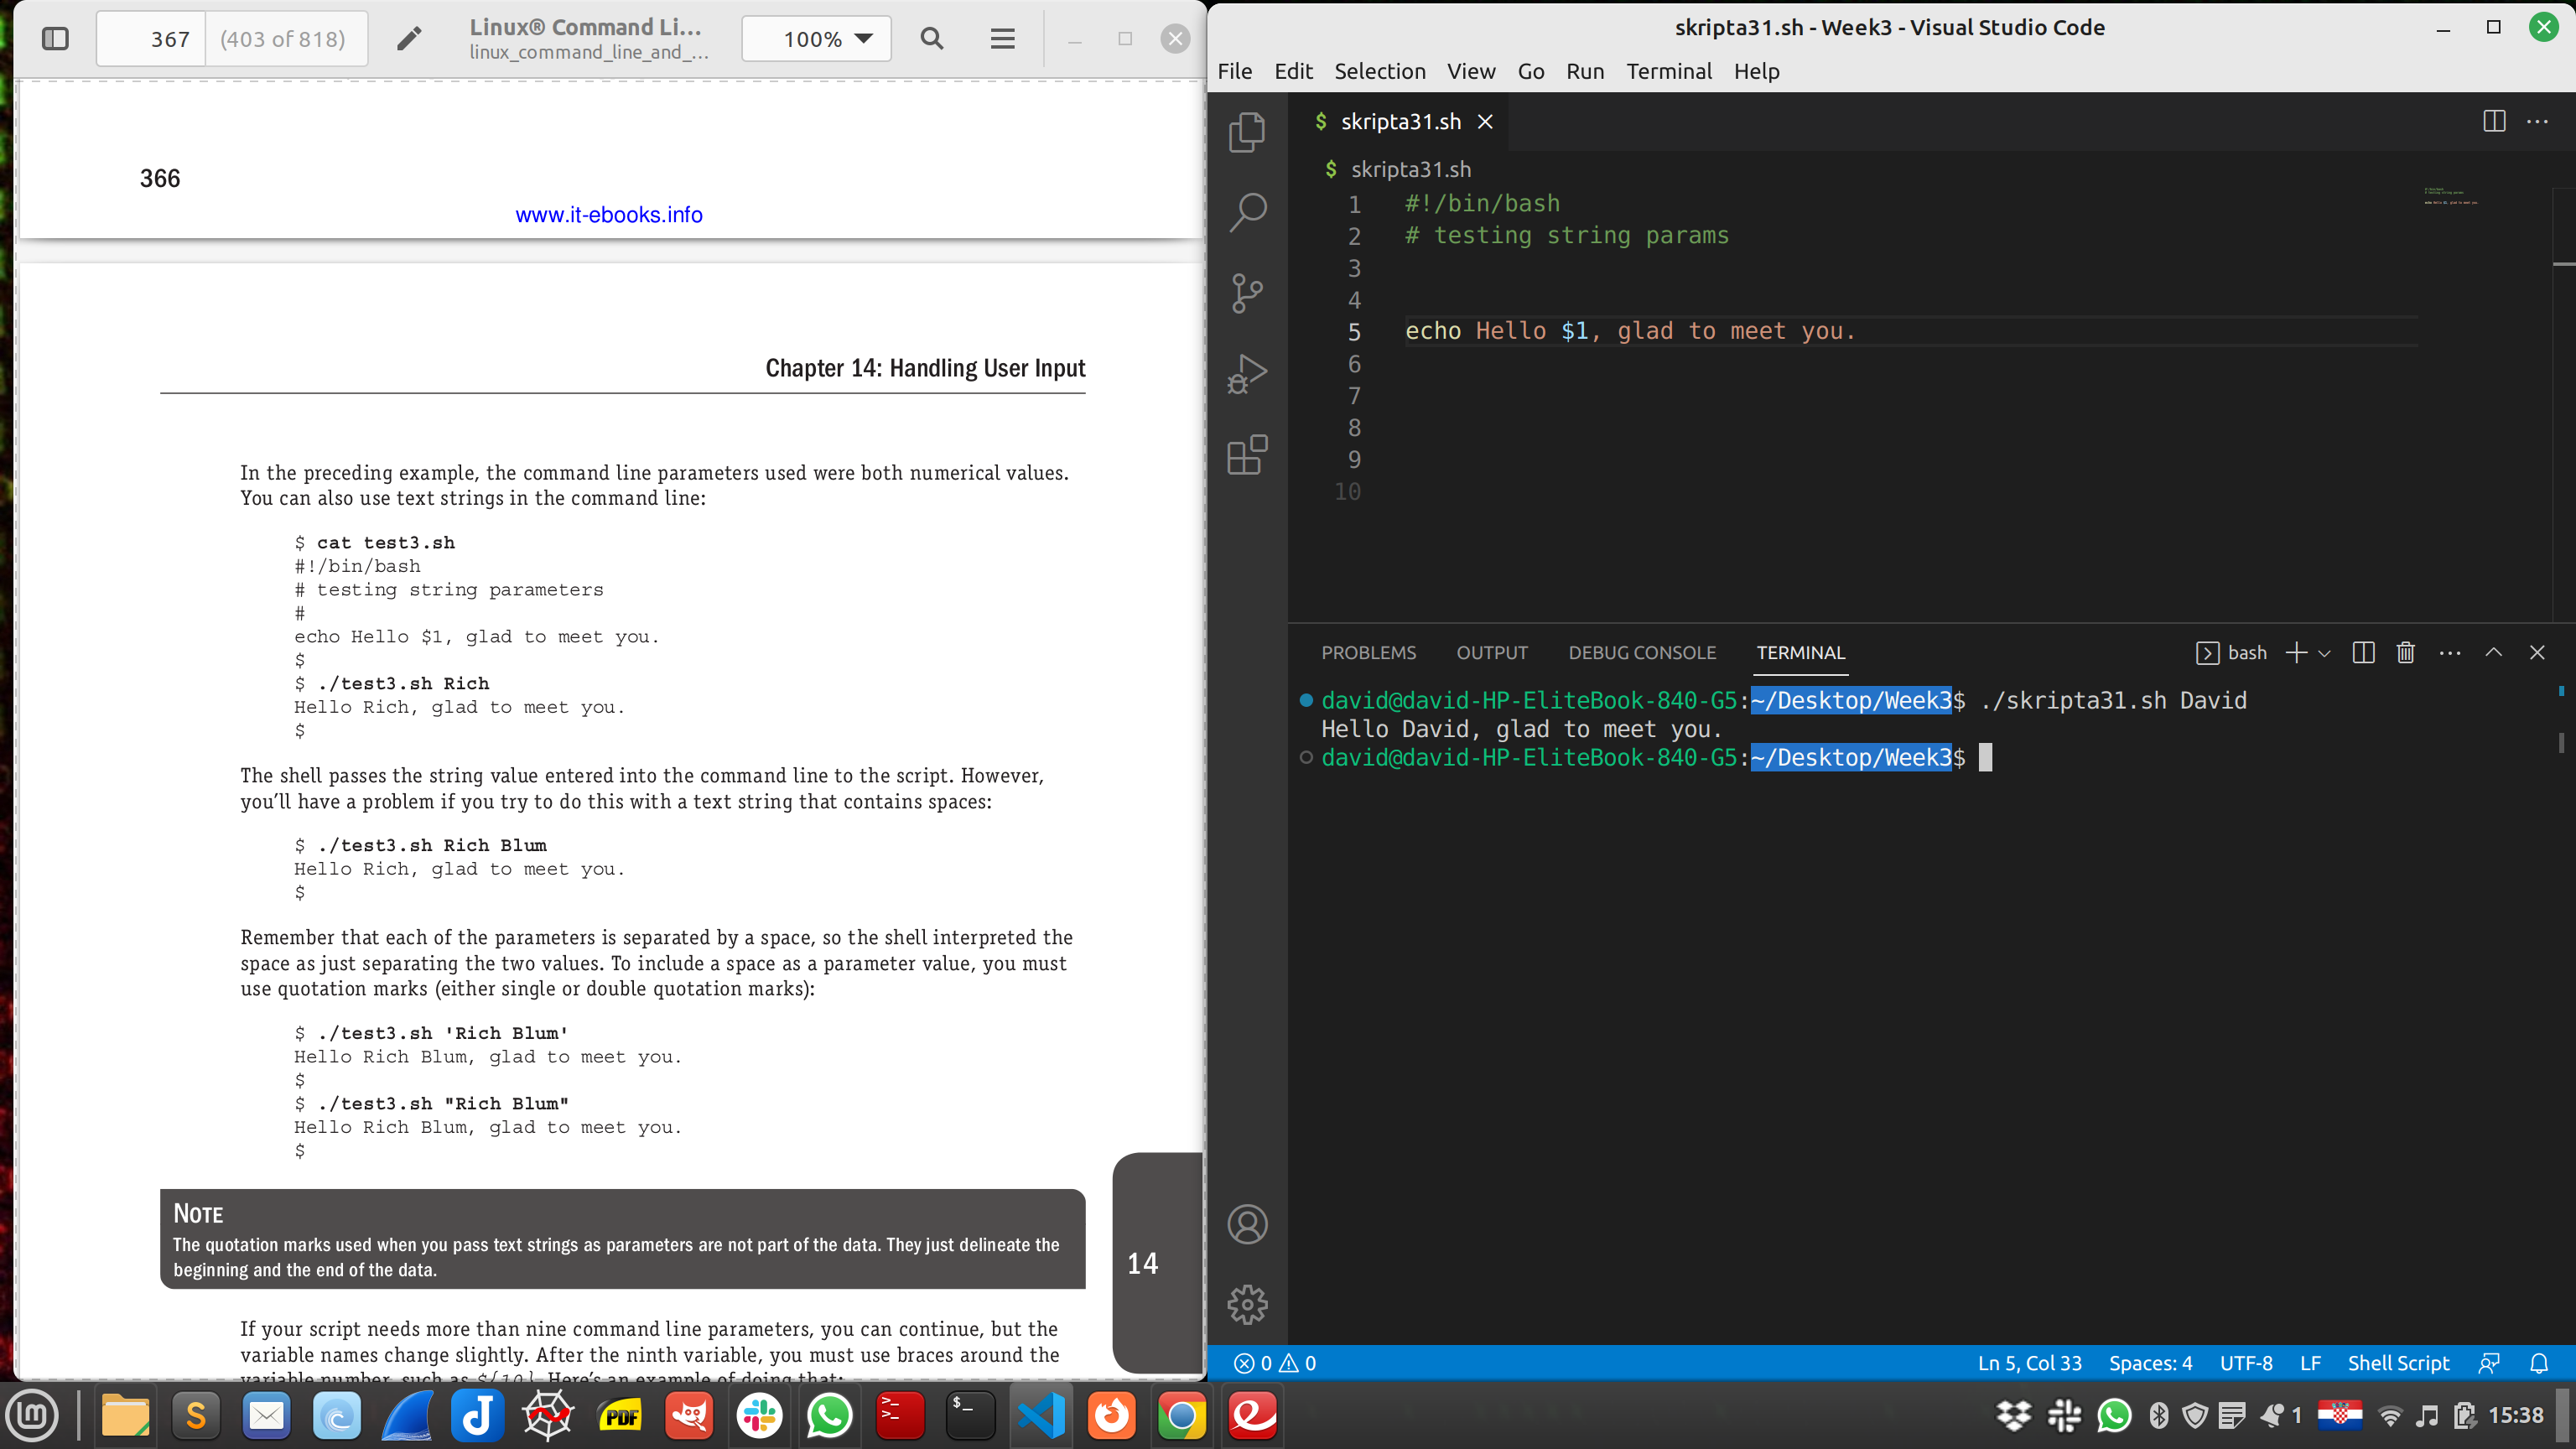 367 (403 of 818)
Linux® Command Li...
linux_command_line_and_...
100%
366
www.it-ebooks.info
Chapter 14: Handling User Input
In the preceding example, the command line parameters used were both numerical values.
You can also use text strings in the command line:
$ cat test3.sh
#!/bin/bash
# testing string parameters
#
echo Hello $1, glad to meet you.
$
$ ./test3.sh Rich
Hello Rich, glad to meet you.
$
The shell passes the string value entered into the command line to the script. However,
you’ll have a problem if you try to do this with a text string that contains spaces:
$ ./test3.sh Rich Blum
Hello Rich, glad to meet you.
$
Remember that each of the parameters is separated by a space, so the shell interpreted the
space as just separating the two values. To include a space as a parameter value, you must
use quotation marks (either single or double quotation marks):
$ ./test3.sh 'Rich Blum'
Hello Rich Blum, glad to meet you.
$
$ ./test3.sh "Rich Blum"
Hello Rich Blum, glad to meet you.
$
NOTE
The quotation marks used when you pass text strings as parameters are not part of the data. They just delineate the
beginning and the end of the data.
14
If your script needs more than nine command line parameters, you can continue, but the
variable names change slightly. After the ninth variable, you must use braces around the
variable number, such as ${10}. Here's an example of doing that:
skripta31.sh - Week3 - Visual Studio Code
File Edit Selection View Go Run Terminal Help
$ skripta31.sh
$ skripta31.sh
1 #!/bin/bash
2 # testing string params
3
4
5 echo Hello $1, glad to meet you.
6
7
8
9
10
PROBLEMS OUTPUT DEBUG CONSOLE TERMINAL
bash
david@david-HP-EliteBook-840-G5:~/Desktop/Week3$ ./skripta31.sh David
Hello David, glad to meet you.
david@david-HP-EliteBook-840-G5:~/Desktop/Week3$
0 0
Ln 5, Col 33 Spaces: 4 UTF-8 LF Shell Script
S
PDF
$_
1
15:38